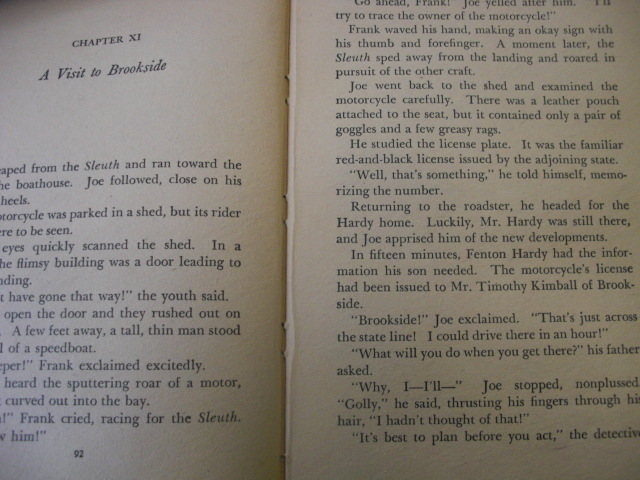 CHAPTER XI
A Visit to Brookside
eaped from the Sleuth and ran toward the
he boathouse. Joe followed, close on his
heels.
otorcycle was parked in a shed, but its rider
ere to be seen.
eyes quickly scanned the shed. In a
he flimsy building was a door leading to
nding.
t have gone that way!” the youth said.
open the door and they rushed out on
. A few feet away, a tall, thin man stood
l of a speedboat.
eper!” Frank exclaimed excitedly.
heard the sputtering roar of a motor,
t curved out into the bay.
!” Frank cried, racing for the Sleuth.
w him!”
92
“Go ahead, Frank!” Joe yelled after him. “I'll
try to trace the owner of the motorcycle!”
Frank waved his hand, making an okay sign with
his thumb and forefinger. A moment later, the
Sleuth sped away from the landing and roared in
pursuit of the other craft.
Joe went back to the shed and examined the
motorcycle carefully. There was a leather pouch
attached to the seat, but it contained only a pair of
goggles and a few greasy rags.
He studied the license plate. It was the familiar
red-and-black license issued by the adjoining state.
“Well, that's something,” he told himself, memo-
rizing the number.
Returning to the roadster, he headed for the
Hardy home. Luckily, Mr. Hardy was still there,
and Joe apprised him of the new developments.
In fifteen minutes, Fenton Hardy had the infor-
mation his son needed. The motorcycle's license
had been issued to Mr. Timothy Kimball of Brook-
side.
“Brookside!” Joe exclaimed. “That's just across
the state line! I could drive there in an hour!”
“What will you do when you get there?” his father
asked.
“Why, I—I'll—” Joe stopped, nonplussed.
“Golly,” he said, thrusting his fingers through his
hair, “I hadn't thought of that!”
“It's best to plan before you act,” the detective